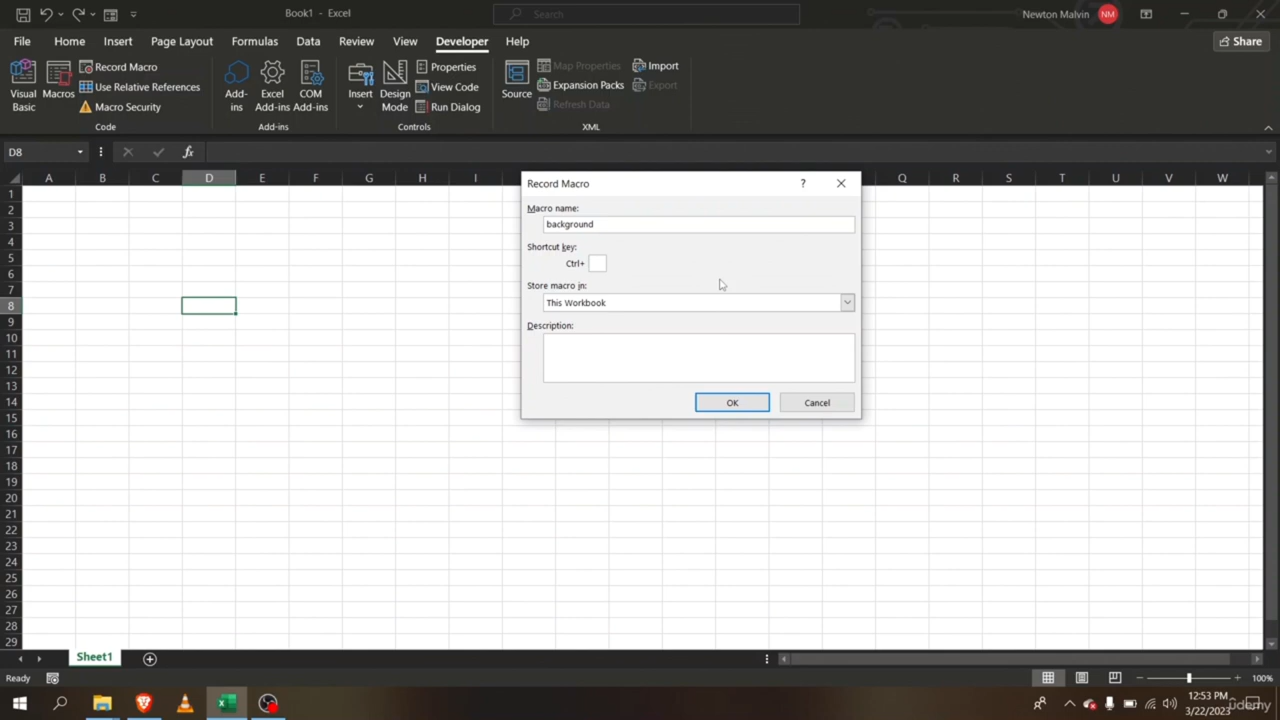 Book1 - Excel
Search
Newton Malvin
NM
File Home Insert Page Layout Formulas Data Review View Developer Help
Share
Visual Basic
Macros
Record Macro
Use Relative References
Macro Security
Code
Add-ins
Excel Add-ins
COM Add-ins
Add-ins
Insert
Design Mode
Properties
View Code
Run Dialog
Controls
Source
Map Properties
Expansion Packs
Refresh Data
Import
Export
XML
D8
fx
A B C D E F G H I Q R S T U V W
1
2
3
4
5
6
7
8
9
10
11
12
13
14
15
16
17
18
19
20
21
22
23
24
25
26
27
28
29
Record Macro
?
Macro name:
background
Shortcut key:
Ctrl+
Store macro in:
This Workbook
Description:
OK Cancel
Sheet1
Ready
100%
12:53 PM
3/22/2023
udemy